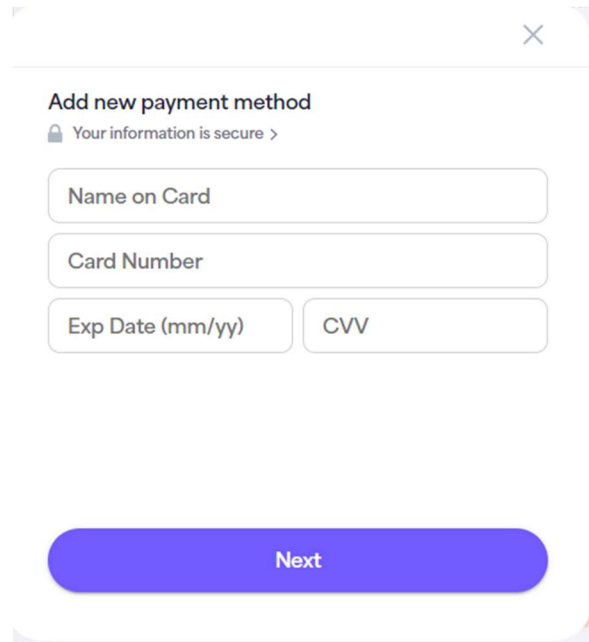 Add new payment method
Your information is secure >
Name on Card
Card Number
Exp Date (mm/yy) CVV
Next